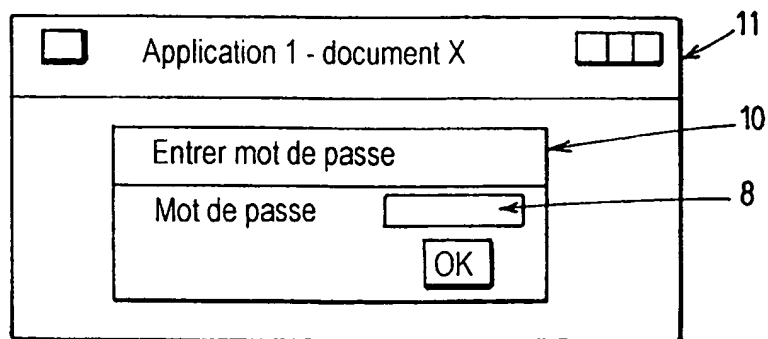 Application 1 - document X
11
10
Entrer mot de passe
Mot de passe
8
OK